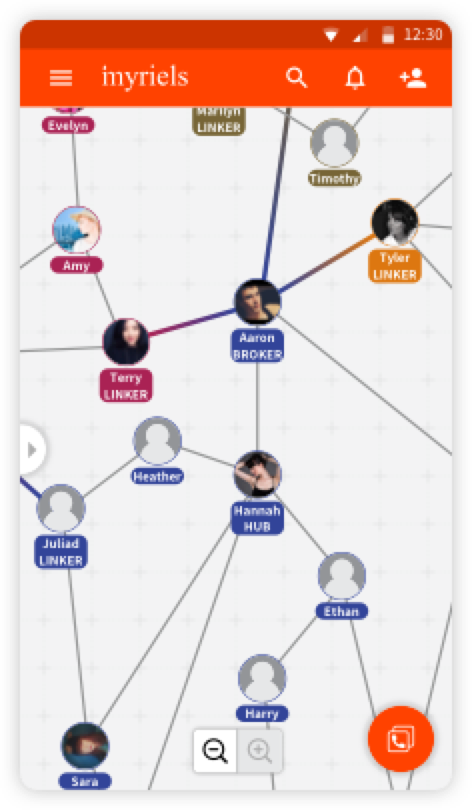 12:30
myriels
Evelyn
Marilyn
LINKER
Timothy
Amy
Tyler
LINKER
Aaron
BROKER
Terry
LINKER
Heather
Hannah
HUB
Juliad
LINKER
Ethan
Harry
Sara